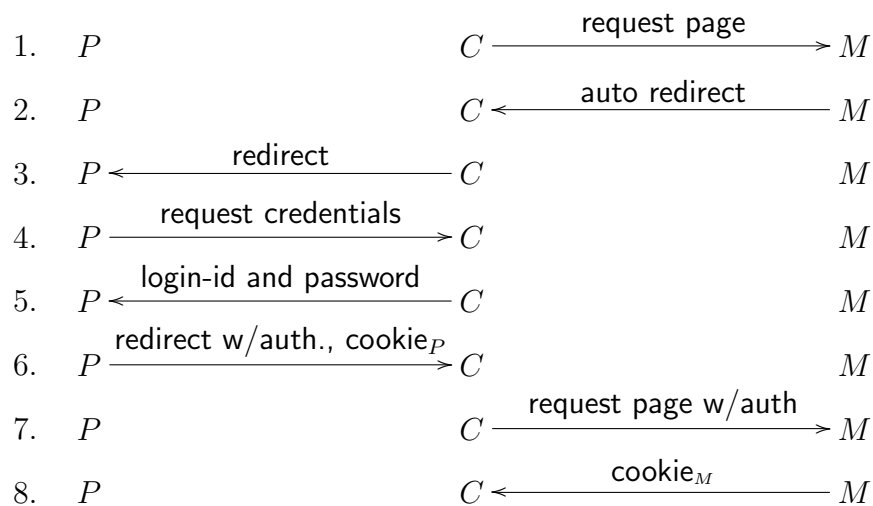 1. P C request page M
2. P C auto redirect M
3. P redirect C M
4. P request credentials C M
5. P login-id and password C M
6. P redirect w/auth., cookie_P C M
7. P C request page w/auth M
8. P C cookie_M M